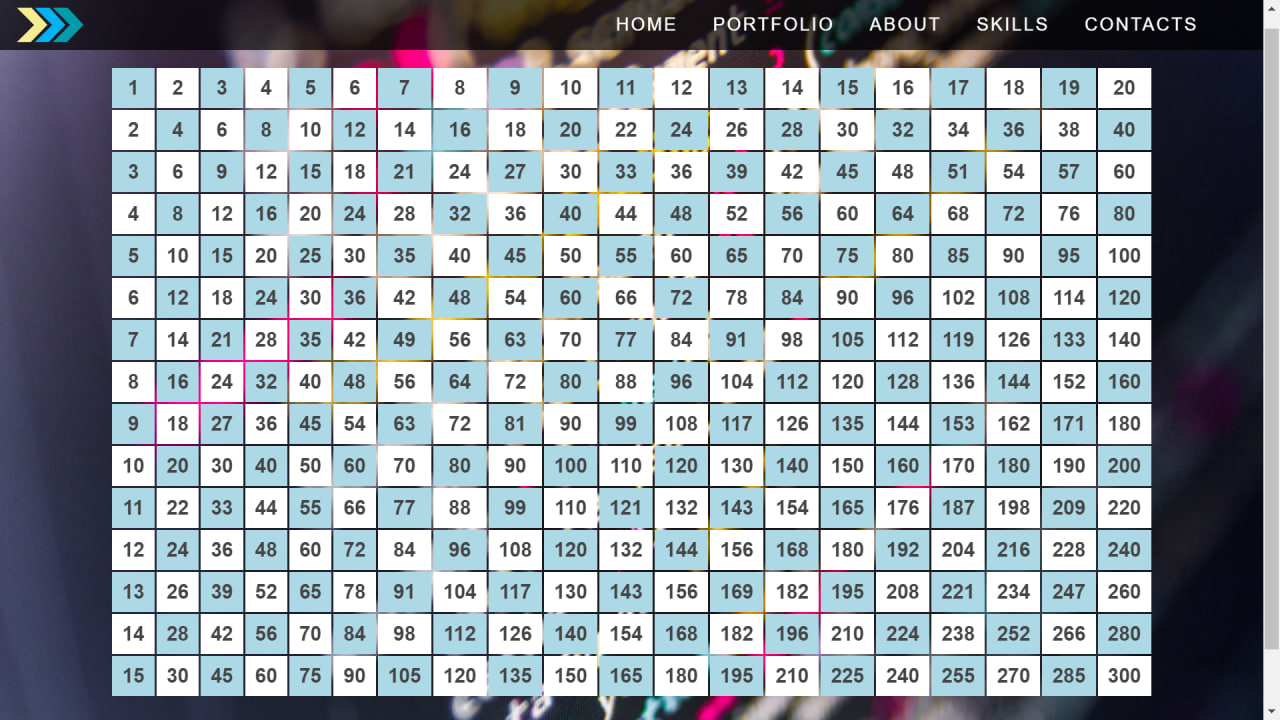 HOME PORTFOLIO ABOUT SKILLS CONTACTS
1 2 3 4 5 6 7 8 9 10 11 12 13 14 15 16 17 18 19 20
2 4 6 8 10 12 14 16 18 20 22 24 26 28 30 32 34 36 38 40
3 6 9 12 15 18 21 24 27 30 33 36 39 42 45 48 51 54 57 60
4 8 12 16 20 24 28 32 36 40 44 48 52 56 60 64 68 72 76 80
5 10 15 20 25 30 35 40 45 50 55 60 65 70 75 80 85 90 95 100
6 12 18 24 30 36 42 48 54 60 66 72 78 84 90 96 102 108 114 120
7 14 21 28 35 42 49 56 63 70 77 84 91 98 105 112 119 126 133 140
8 16 24 32 40 48 56 64 72 80 88 96 104 112 120 128 136 144 152 160
9 18 27 36 45 54 63 72 81 90 99 108 117 126 135 144 153 162 171 180
10 20 30 40 50 60 70 80 90 100 110 120 130 140 150 160 170 180 190 200
11 22 33 44 55 66 77 88 99 110 121 132 143 154 165 176 187 198 209 220
12 24 36 48 60 72 84 96 108 120 132 144 156 168 180 192 204 216 228 240
13 26 39 52 65 78 91 104 117 130 143 156 169 182 195 208 221 234 247 260
14 28 42 56 70 84 98 112 126 140 154 168 182 196 210 224 238 252 266 280
15 30 45 60 75 90 105 120 135 150 165 180 195 210 225 240 255 270 285 300